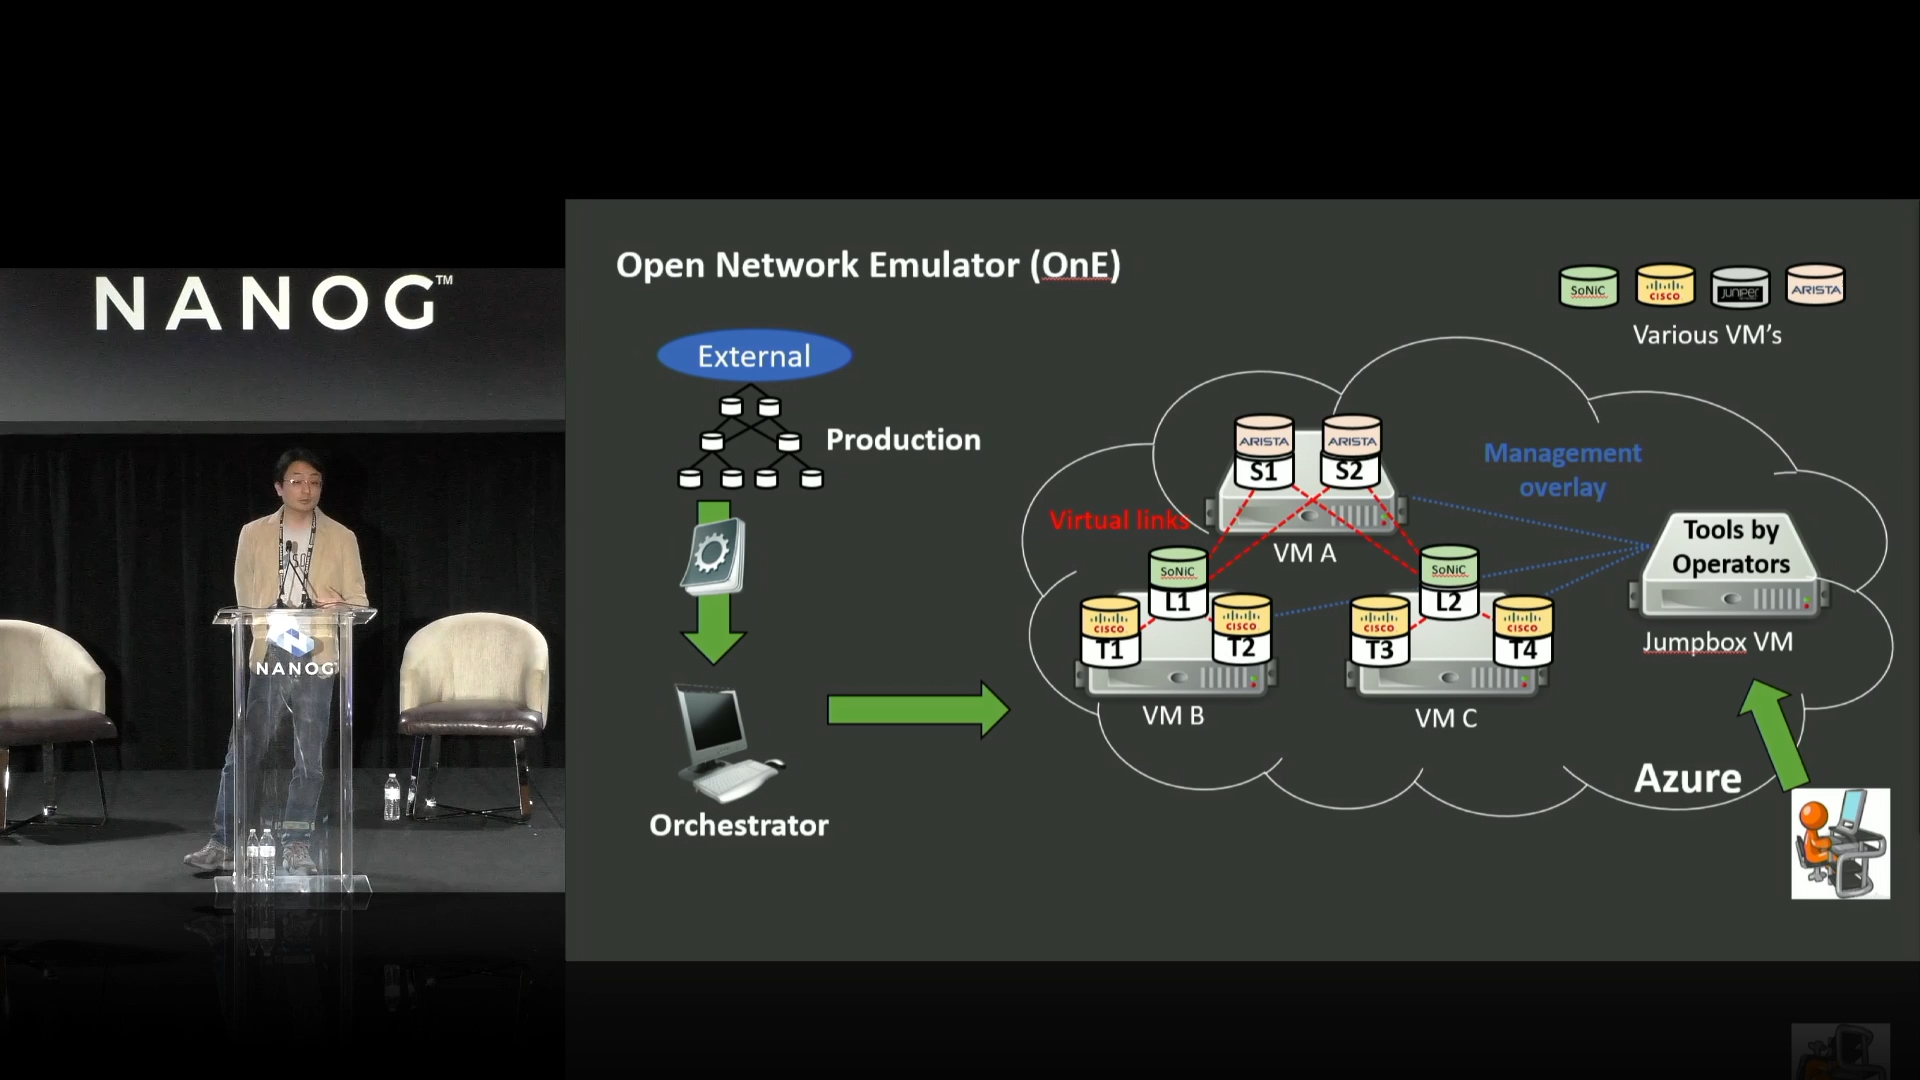 NANOG™
NANOG
Open Network Emulator (OnE)
External
Production
Orchestrator
SONiC
CISCO
JUNIPER
ARISTA
Various VM's
ARISTA
S1
ARISTA
S2
VM A
Virtual links
Management
overlay
SONiC
L1
CISCO
T1
CISCO
T2
VM B
SONiC
L2
CISCO
T3
CISCO
T4
VM C
Tools by
Operators
Jumpbox VM
Azure